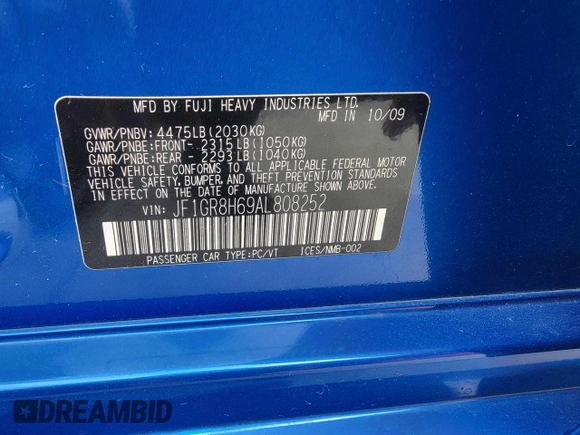 MFD BY FUJI HEAVY INDUSTRIES LTD.
MFD IN 10/09
GVWR/PNBV: 4475LB(2030KG)
GAWR/PNBE:FRONT- 2315LB(1050KG)
GAWR/PNBE:REAR - 2293LB(1040KG)
THIS VEHICLE CONFORMS TO ALL APPLICABLE FEDERAL MOTOR
VEHICLE SAFETY, BUMPER, AND THEFT PREVENTION STANDARDS
IN EFFECT ON THE DATE OF MANUFACTURE SHOWN ABOVE.
VIN: JF1GR8H69AL808252
PASSENGER CAR TYPE:PC/VT ICES/NMB-002
DREAMBID